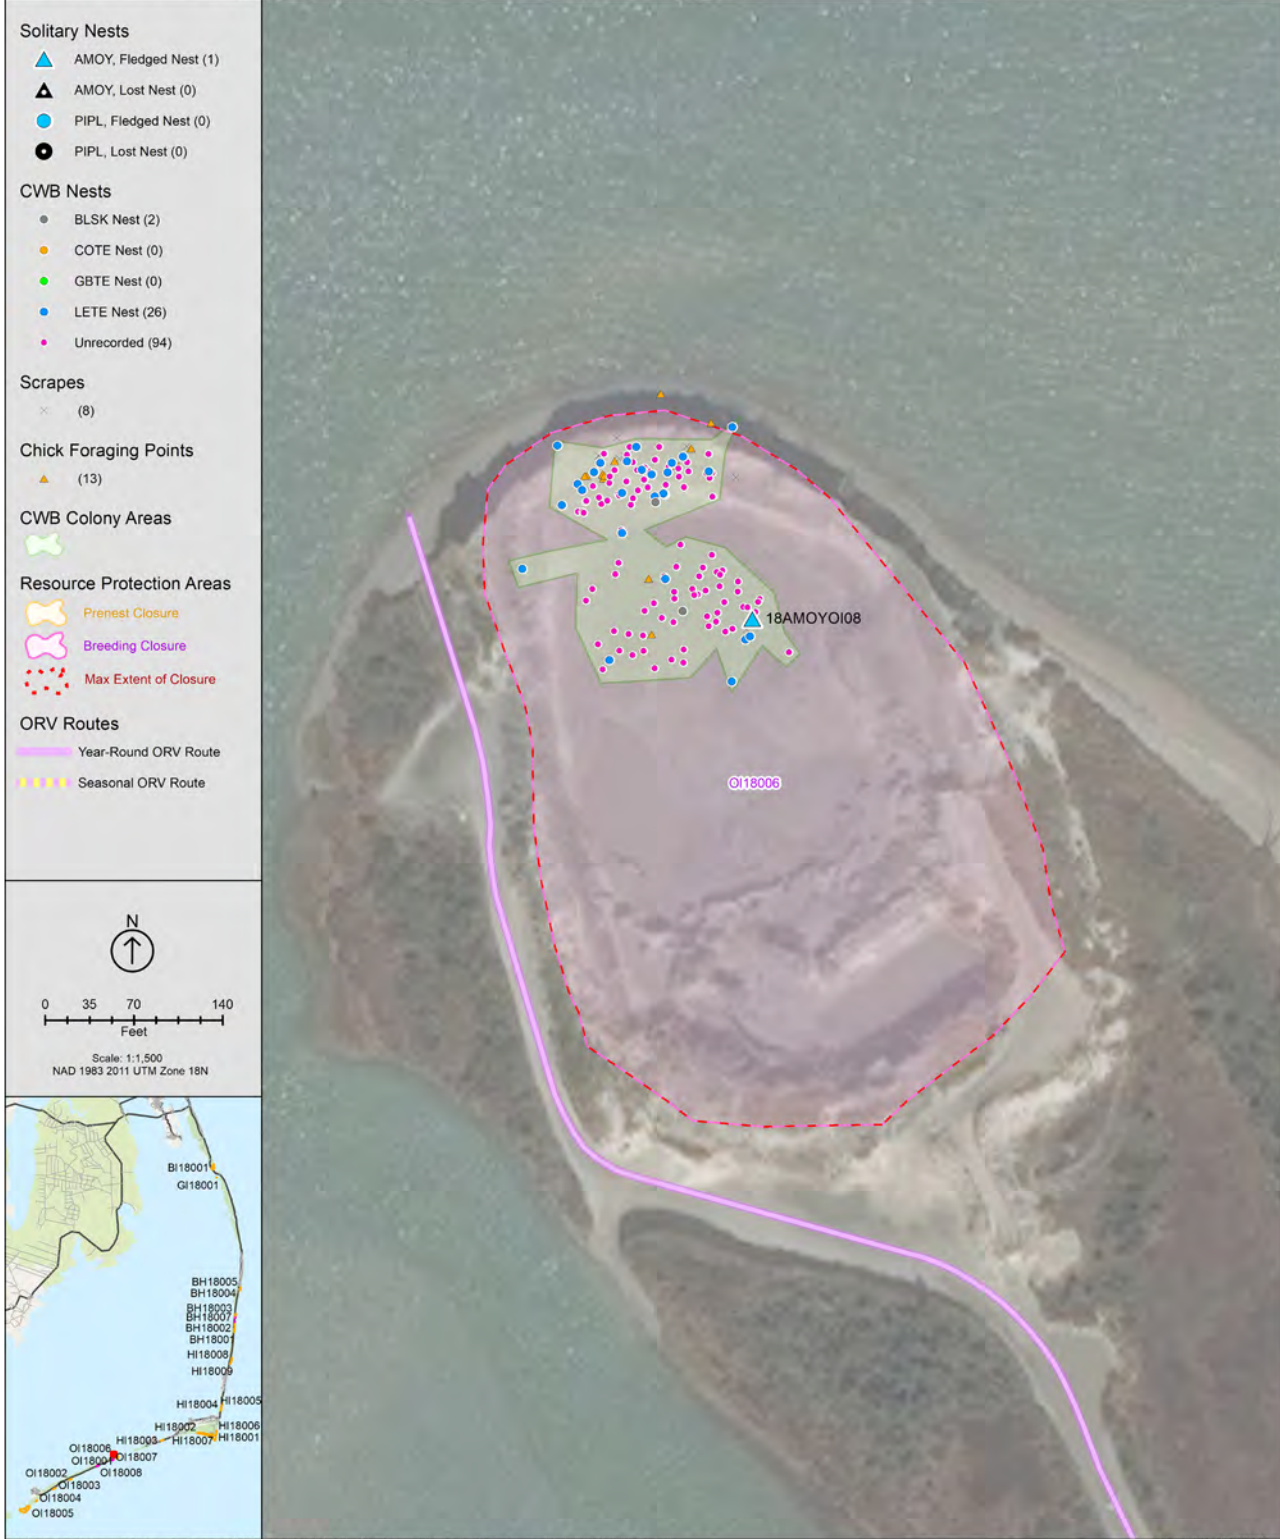 Solitary Nests
AMOY, Fledged Nest (1)
AMOY, Lost Nest (0)
PIPL, Fledged Nest (0)
PIPL, Lost Nest (0)
CWB Nests
BLSK Nest (2)
COTE Nest (0)
GBTE Nest (0)
LETE Nest (26)
Unrecorded (94)
Scrapes
(8)
Chick Foraging Points
(13)
CWB Colony Areas
Resource Protection Areas
Prenest Closure
Breeding Closure
Max Extent of Closure
ORV Routes
Year-Round ORV Route
Seasonal ORV Route
N
0 35 70 140
Feet
Scale: 1:1,500
NAD 1983 2011 UTM Zone 18N
18AMOYOI08
OI18006
BI18001
GI18001
BH18005
BH18004
BH18003
BH18007
BH18002
BH18001
HI18008
HI18009
HI18004 HI18005
HI18002 HI18006
HI18003 HI18007 HI18001
OI18006
OI18007
OI18001
OI18008
OI18002
OI18003
OI18004
OI18005